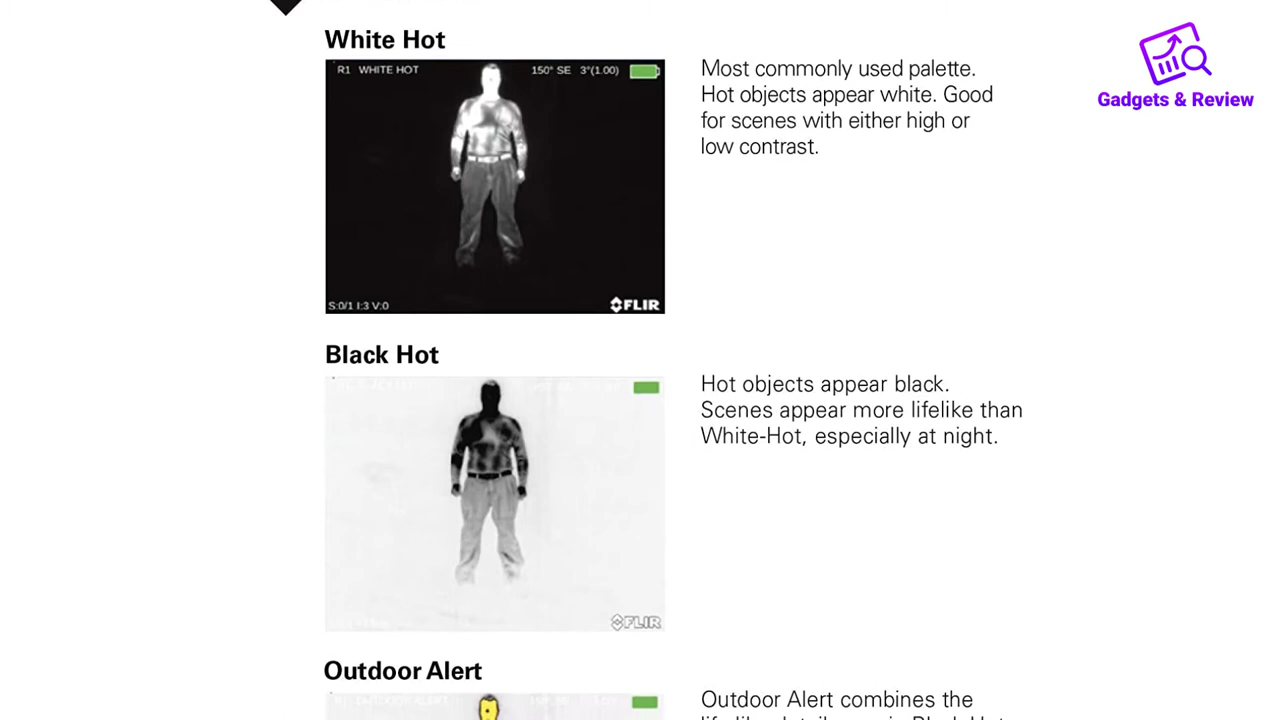 White Hot
R1 WHITE HOT 150° SE 3°(1.00)
S:0/1 I:3 V:0
FLIR
Most commonly used palette.
Hot objects appear white. Good
for scenes with either high or
low contrast.
Gadgets & Review
Black Hot
FLIR
Hot objects appear black.
Scenes appear more lifelike than
White-Hot, especially at night.
Outdoor Alert
Outdoor Alert combines the